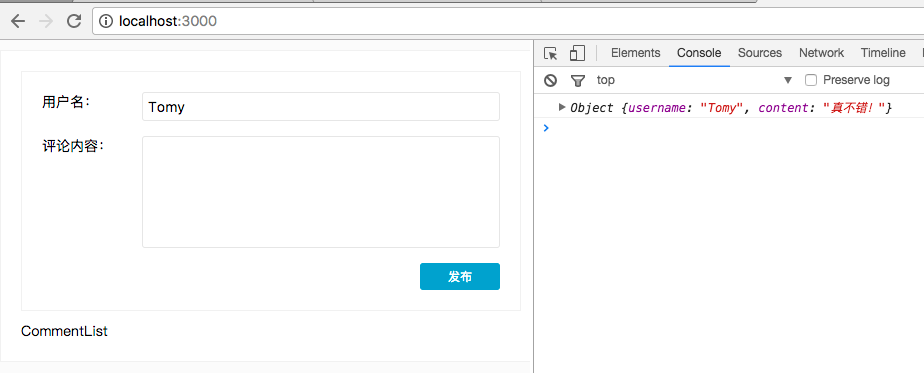 localhost:3000
Elements Console Sources Network Timeline
top Preserve log
Object {username: "Tomy", content: "真不错！"}
用户名：
Tomy
评论内容：
发布
CommentList